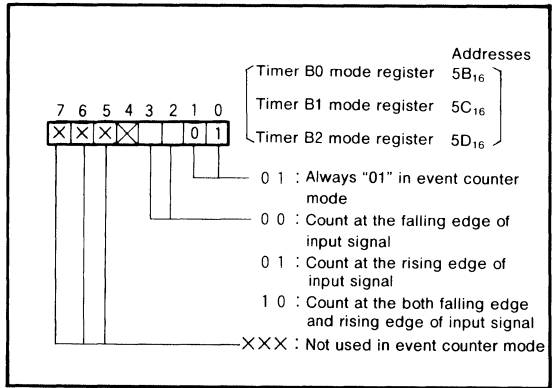 Addresses
Timer B0 mode register 5B₁₆
Timer B1 mode register 5C₁₆
Timer B2 mode register 5D₁₆
7 6 5 4 3 2 1 0
× × × × 0 1
0 1 : Always "01" in event counter
mode
0 0 : Count at the falling edge of
input signal
0 1 : Count at the rising edge of
input signal
1 0 : Count at the both falling edge
and rising edge of input signal
××× : Not used in event counter mode